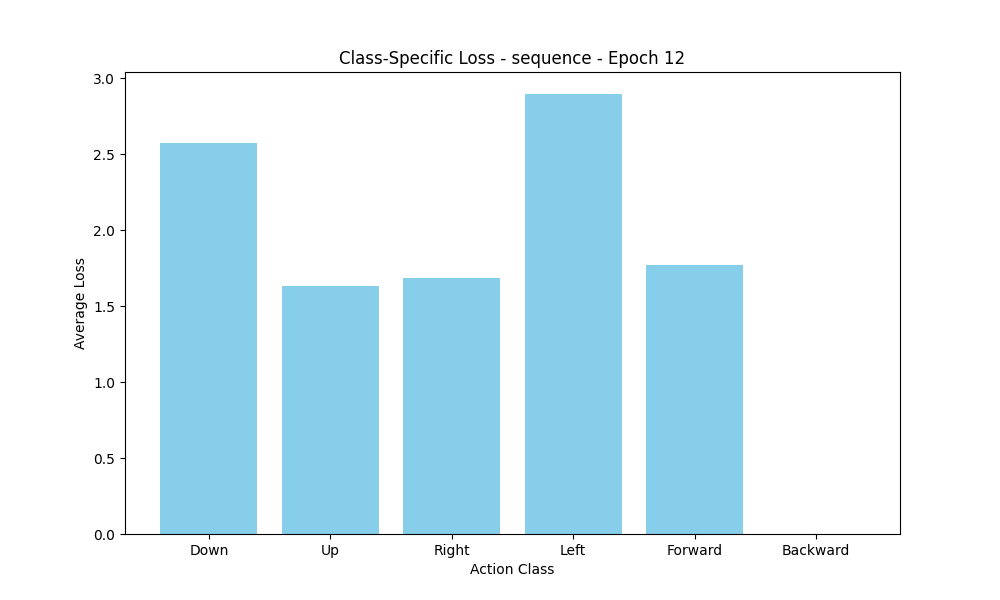 Class-Specific Loss - sequence - Epoch 12
3.0
2.5
2.0
1.5
1.0
0.5
0.0
Average Loss
Down Up Right Left Forward Backward
Action Class